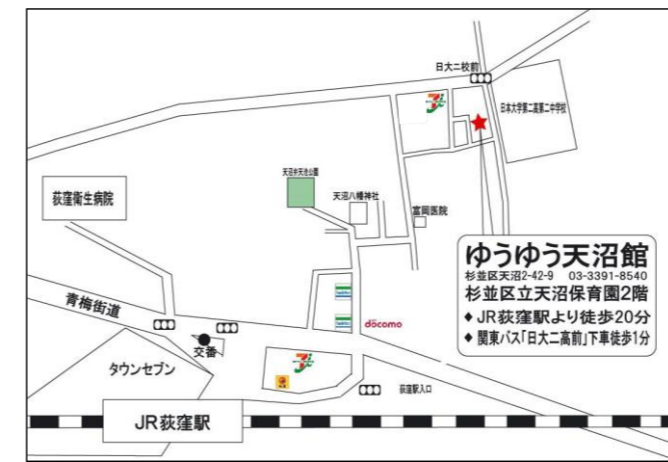 日大二校前
日本大学第二高第二中学校
天沼弁天池公園
天沼八幡神社
荻窪衛生病院
富岡医院
ゆうゆう天沼館
杉並区天沼2-42-9 03-3391-8540
杉並区立天沼保育園2階
◆ JR荻窪駅より徒歩20分
◆ 関東バス「日大二高前」下車徒歩1分
青梅街道
döcomo
交番
タウンセブン
荻窪駅入口
JR荻窪駅